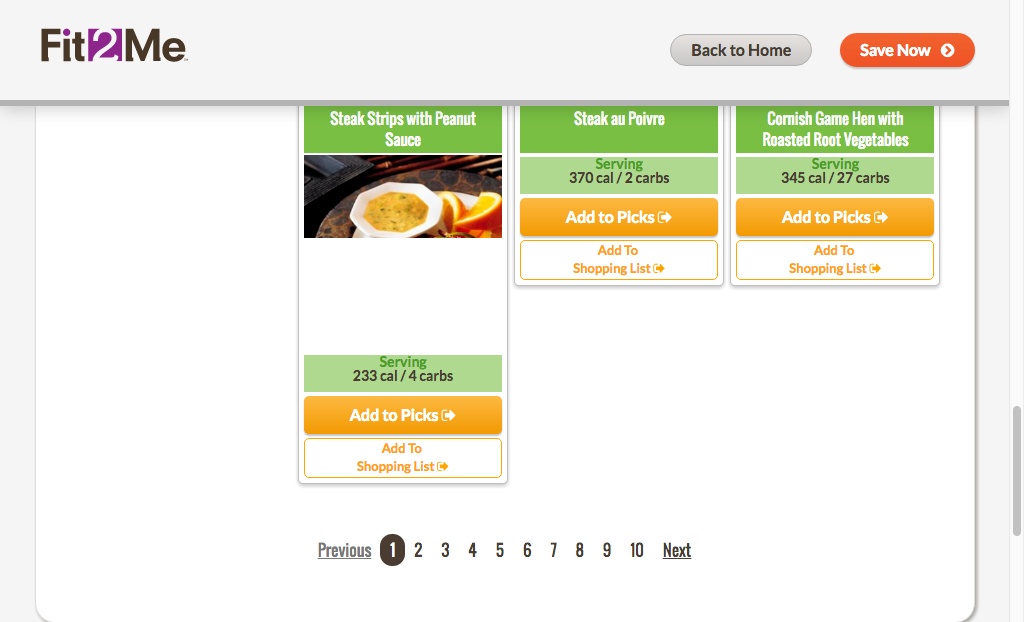 Fit2Me
Back to Home
Save Now
Steak Strips with Peanut
Sauce
Serving
233 cal / 4 carbs
Add to Picks
Add To
Shopping List
Steak au Poivre
Serving
370 cal / 2 carbs
Add to Picks
Add To
Shopping List
Cornish Game Hen with
Roasted Root Vegetables
Serving
345 cal / 27 carbs
Add to Picks
Add To
Shopping List
Previous 1 2 3 4 5 6 7 8 9 10 Next